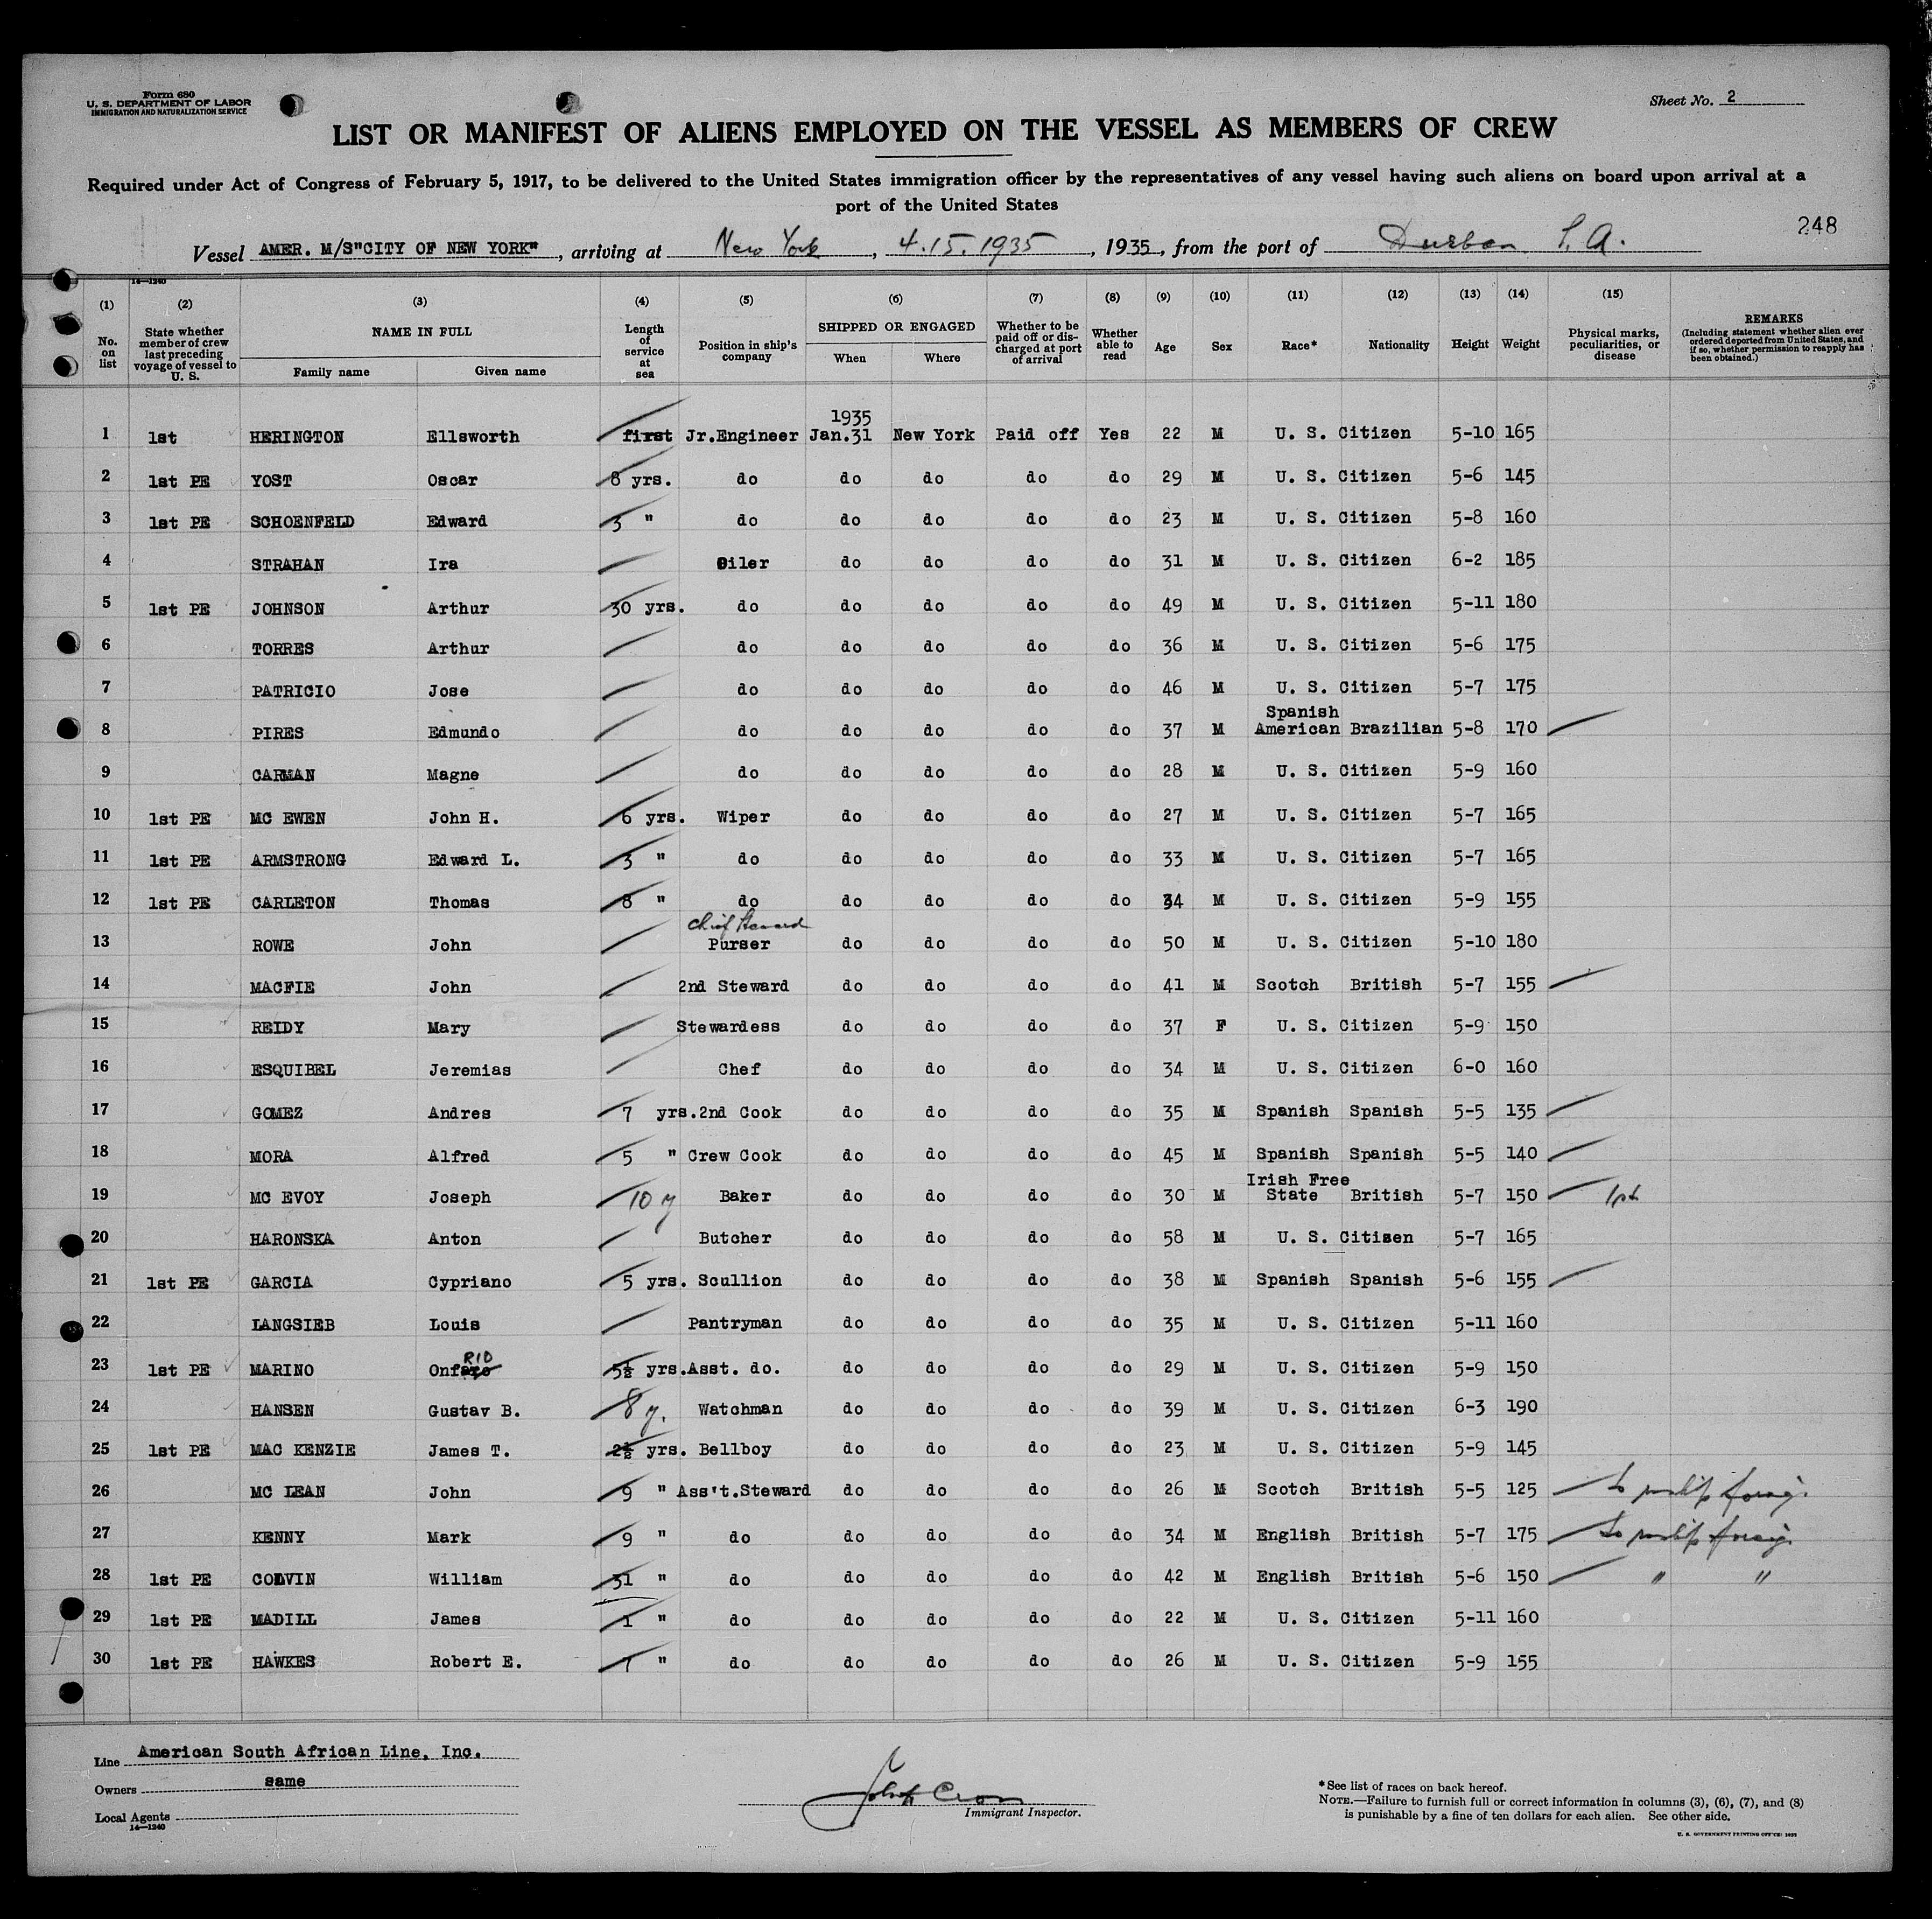 Form 680
U. S. DEPARTMENT OF LABOR
IMMIGRATION AND NATURALIZATION SERVICE
Sheet No. 2
LIST OR MANIFEST OF ALIENS EMPLOYED ON THE VESSEL AS MEMBERS OF CREW
Required under Act of Congress of February 5, 1917, to be delivered to the United States immigration officer by the representatives of any vessel having such aliens on board upon arrival at a
port of the United States
248
Vessel AMER. M/S"CITY OF NEW YORK", arriving at New York, 4.15.1935, 1935, from the port of Durban S. A.
14—1240
(1) (2) (3) (4) (5) (6) (7) (8) (9) (10) (11) (12) (13) (14) (15)
No. on list State whether member of crew last preceding voyage of vessel to U. S. NAME IN FULL Family name Given name Length of service at sea Position in ship's company SHIPPED OR ENGAGED When Where Whether to be paid off or discharged at port of arrival Whether able to read Age Sex Race* Nationality Height Weight Physical marks, peculiarities, or disease REMARKS (Including statement whether alien ever ordered deported from United States, and if so, whether permission to reapply has been obtained.)
1935
1 1st HERINGTON Ellsworth first Jr.Engineer Jan.31 New York Paid off Yes 22 M U. S. Citizen 5-10 165
2 1st PE YOST Oscar 8 yrs. do do do do do 29 M U. S. Citizen 5-6 145
3 1st PE SCHOENFELD Edward 3 " do do do do do 23 M U. S. Citizen 5-8 160
4 STRAHAN Ira Oiler do do do do 31 M U. S. Citizen 6-2 185
5 1st PE JOHNSON Arthur 30 yrs. do do do do do 49 M U. S. Citizen 5-11 180
6 TORRES Arthur do do do do do 36 M U. S. Citizen 5-6 175
7 PATRICIO Jose do do do do do 46 M U. S. Citizen 5-7 175
Spanish
8 PIRES Edmundo do do do do do 37 M American Brazilian 5-8 170
9 CARMAN Magne do do do do do 28 M U. S. Citizen 5-9 160
10 1st PE MC EWEN John H. 6 yrs. Wiper do do do do 27 M U. S. Citizen 5-7 165
11 1st PE ARMSTRONG Edward L. 3 " do do do do do 33 M U. S. Citizen 5-7 165
12 1st PE CARLETON Thomas 8 " do do do do do 34 M U. S. Citizen 5-9 155
Chief Steward
13 ROWE John Purser do do do do 50 M U. S. Citizen 5-10 180
14 MACFIE John 2nd Steward do do do do 41 M Scotch British 5-7 155
15 REIDY Mary Stewardess do do do do 37 F U. S. Citizen 5-9 150
16 ESQUIBEL Jeremias Chef do do do do 34 M U. S. Citizen 6-0 160
17 GOMEZ Andres 7 yrs. 2nd Cook do do do do 35 M Spanish Spanish 5-5 135
18 MORA Alfred 5 " Crew Cook do do do do 45 M Spanish Spanish 5-5 140
Irish Free
19 MC EVOY Joseph 10 y Baker do do do do 30 M State British 5-7 150
20 HARONSKA Anton Butcher do do do do 58 M U. S. Citisen 5-7 165
21 1st PE GARCIA Cypriano 5 yrs. Scullion do do do do 38 M Spanish Spanish 5-6 155
22 LANGSIEB Louis Pantryman do do do do 35 M U. S. Citizen 5-11 160
RIO
23 1st PE MARINO Onfaro 5½ yrs. Asst. do. do do do do 29 M U. S. Citizen 5-9 150
24 HANSEN Gustav B. 8 y. Watchman do do do do 39 M U. S. Citizen 6-3 190
25 1st PE MAC KENZIE James T. 2½ yrs. Bellboy do do do do 23 M U. S. Citizen 5-9 145
26 MC LEAN John 9 " Ass't.Steward do do do do 26 M Scotch British 5-5 125
27 KENNY Mark 9 " do do do do do 34 M English British 5-7 175
28 1st PE COLVIN William 31 " do do do do do 42 M English British 5-6 150 " "
29 1st PE MADILL James 1 " do do do do do 22 M U. S. Citizen 5-11 160
30 1st PE HAWKES Robert E. 7 " do do do do do 26 M U. S. Citizen 5-9 155
Line American South African Line, Inc.
Owners same
Local Agents
14—1240
Immigrant Inspector.
*See list of races on back hereof.
NOTE.—Failure to furnish full or correct information in columns (3), (6), (7), and (8)
is punishable by a fine of ten dollars for each alien. See other side.